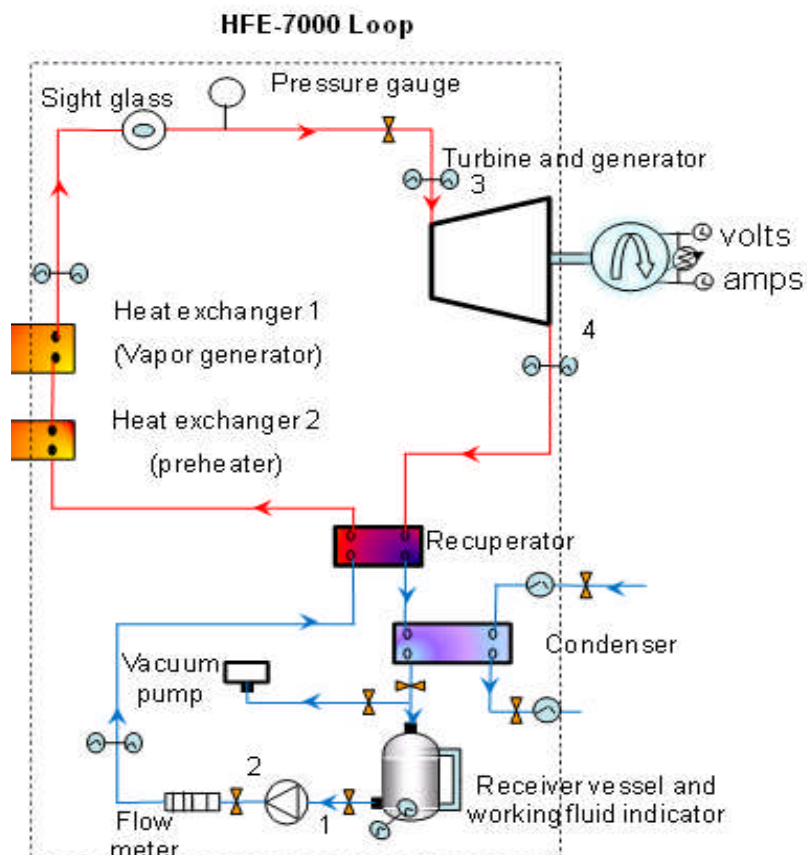 HFE-7000 Loop
Pressure gauge
Sight glass
Turbine and generator
3
volts
amps
Heat exchanger 1
(Vapor generator)
4
Heat exchanger 2
(preheater)
Recuperator
Condenser
Vacuum
pump
2
1
Receiver vessel and
working fluid indicator
Flow
meter